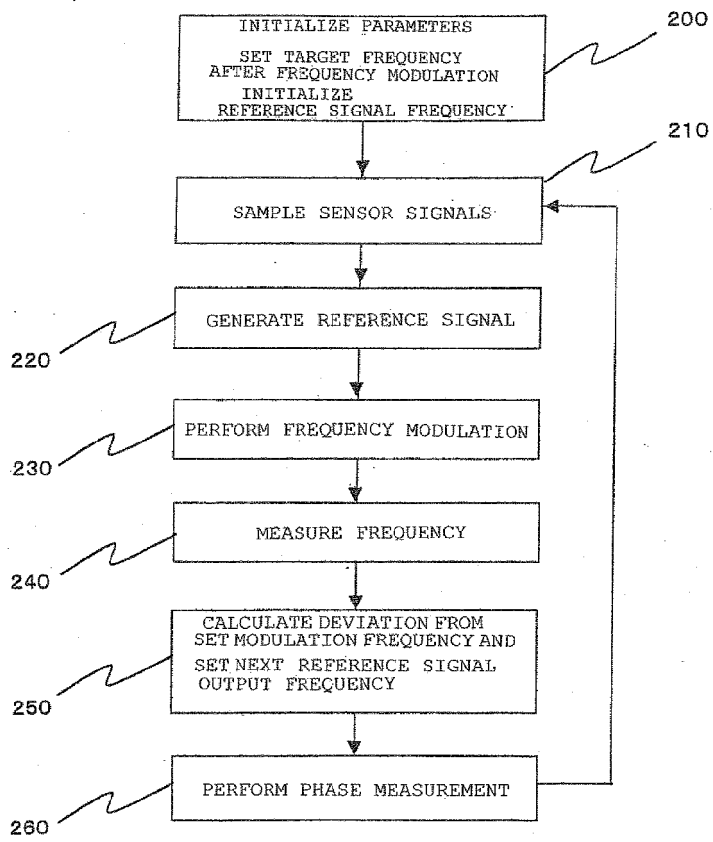 INITIALIZE PARAMETERS
SET TARGET FREQUENCY
AFTER FREQUENCY MODULATION
INITIALIZE
REFERENCE SIGNAL FREQUENCY
200
210
SAMPLE SENSOR SIGNALS
GENERATE REFERENCE SIGNAL
220
PERFORM FREQUENCY MODULATION
230
MEASURE FREQUENCY
240
CALCULATE DEVIATION FROM
SET MODULATION FREQUENCY AND
SET NEXT REFERENCE SIGNAL
OUTPUT FREQUENCY
250
PERFORM PHASE MEASUREMENT
260